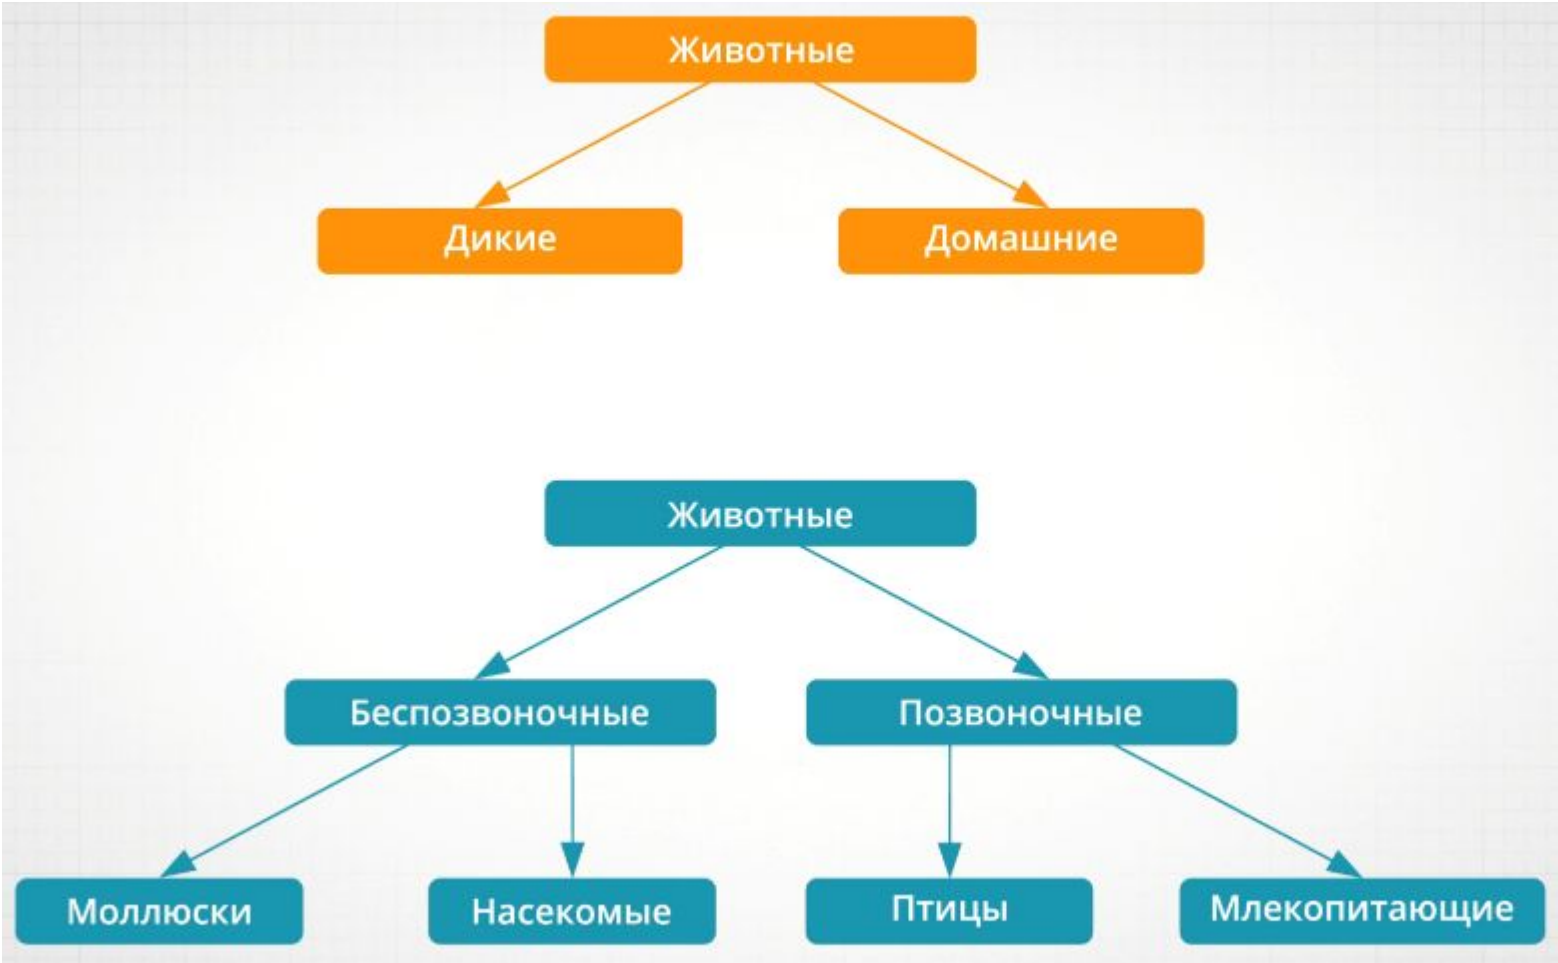 Животные
Дикие
Домашние
Животные
Беспозвоночные
Позвоночные
Моллюски
Насекомые
Птицы
Млекопитающие